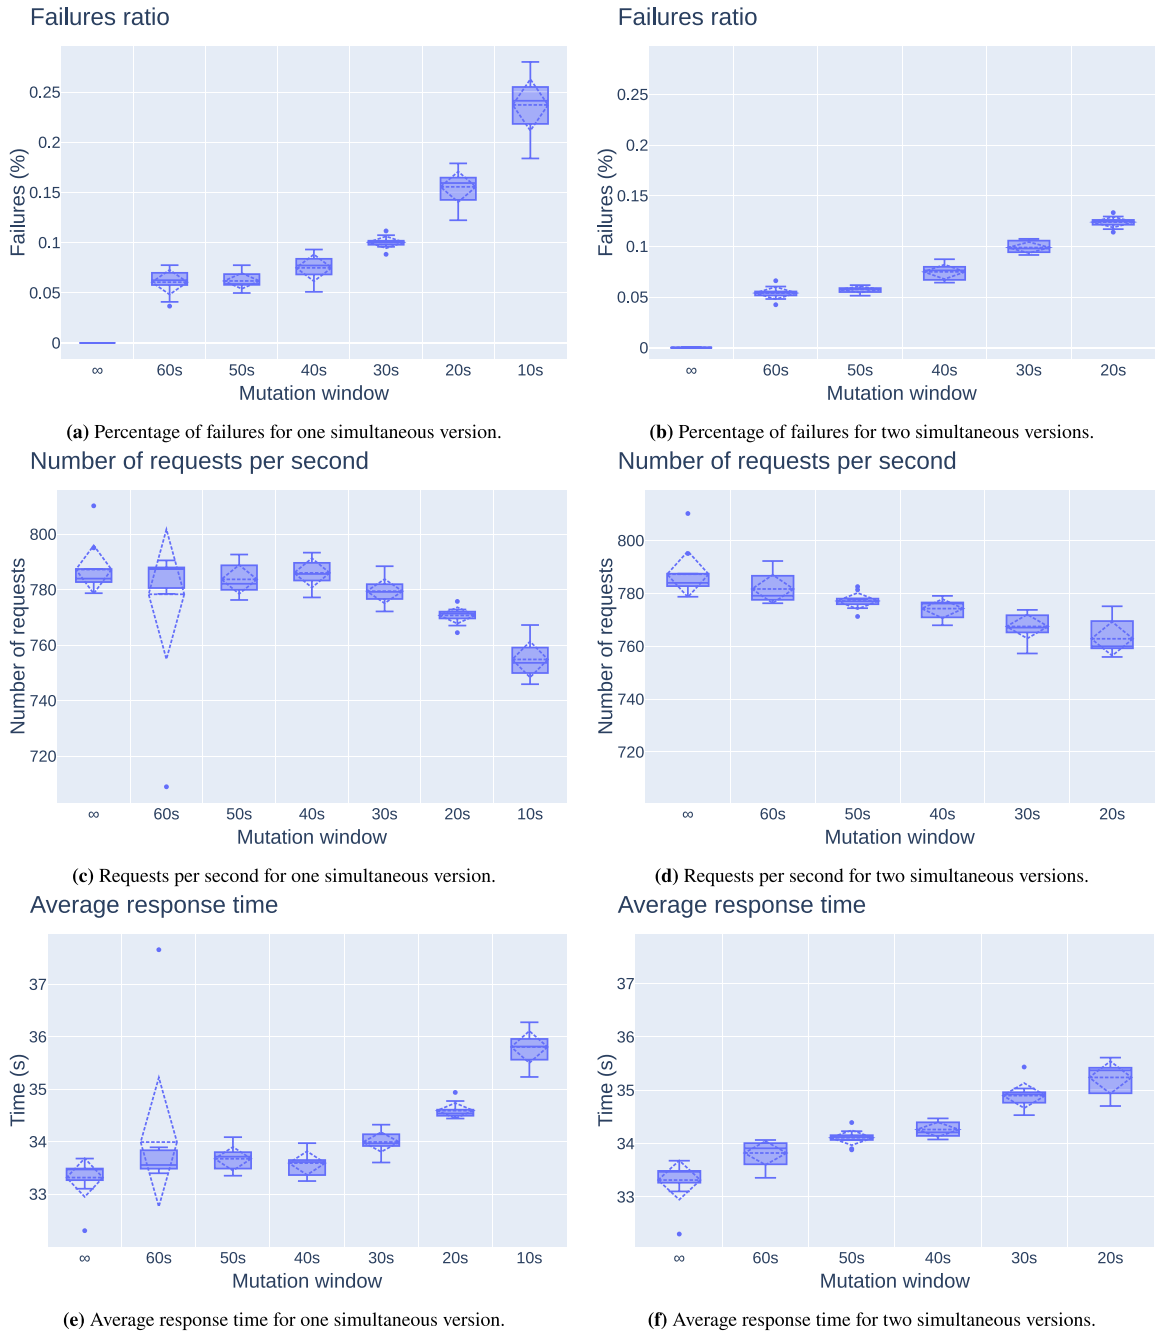 Failures ratio
Failures (%)
0.25
0.2
0.15
0.1
0.05
0
∞ 60s 50s 40s 30s 20s 10s
Mutation window
(a) Percentage of failures for one simultaneous version.
Failures ratio
Failures (%)
0.25
0.2
0.15
0.1
0.05
0
∞ 60s 50s 40s 30s 20s
Mutation window
(b) Percentage of failures for two simultaneous versions.
Number of requests per second
Number of requests
800
780
760
740
720
∞ 60s 50s 40s 30s 20s 10s
Mutation window
(c) Requests per second for one simultaneous version.
Number of requests per second
Number of requests
800
780
760
740
720
∞ 60s 50s 40s 30s 20s
Mutation window
(d) Requests per second for two simultaneous versions.
Average response time
Time (s)
37
36
35
34
33
∞ 60s 50s 40s 30s 20s 10s
Mutation window
(e) Average response time for one simultaneous version.
Average response time
Time (s)
37
36
35
34
33
∞ 60s 50s 40s 30s 20s
Mutation window
(f) Average response time for two simultaneous versions.